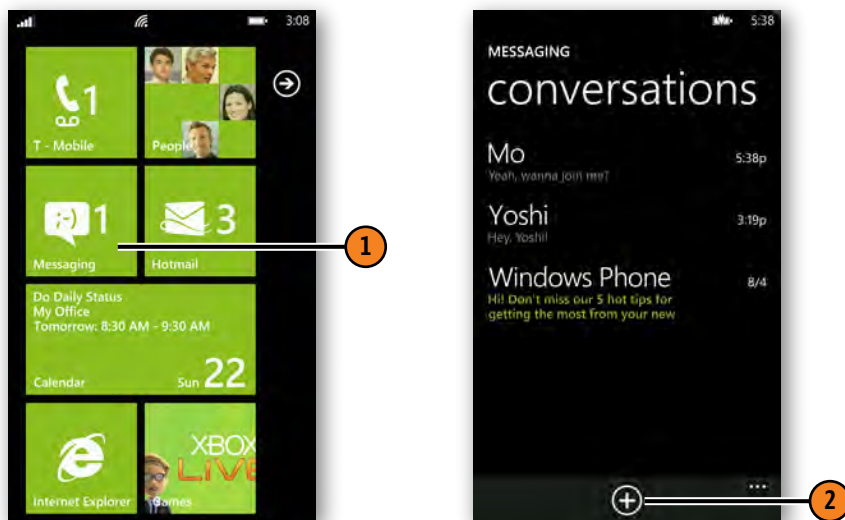 3:08
1
T - Mobile
People
;-) 1
Messaging
3
Hotmail
Do Daily Status
My Office
Tomorrow: 8:30 AM - 9:30 AM
Calendar
Sun 22
Internet Explorer
XBOX
LIVE
Games
1
5:38
MESSAGING
conversations
Mo
5:38p
Yeah, wanna join me?
Yoshi
3:19p
Hey, Yoshi!
Windows Phone
8/4
Hi! Don't miss our 5 hot tips for
getting the most from your new
...
2